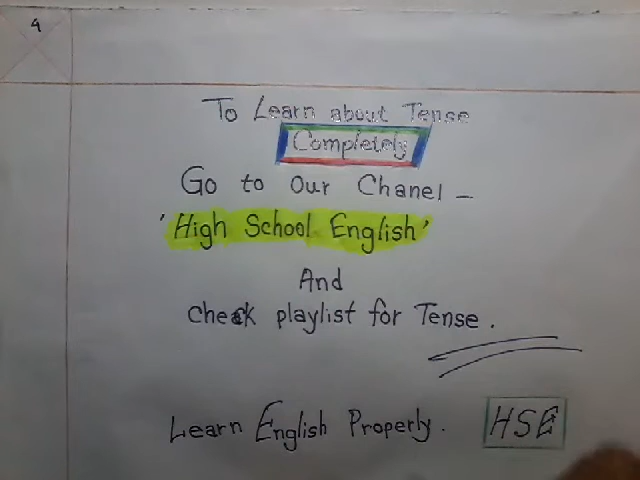 4
To Learn about Tense
Completely
Go to Our Chanel –
'High School English'
And
check playlist for Tense.
Learn English Properly. HSE